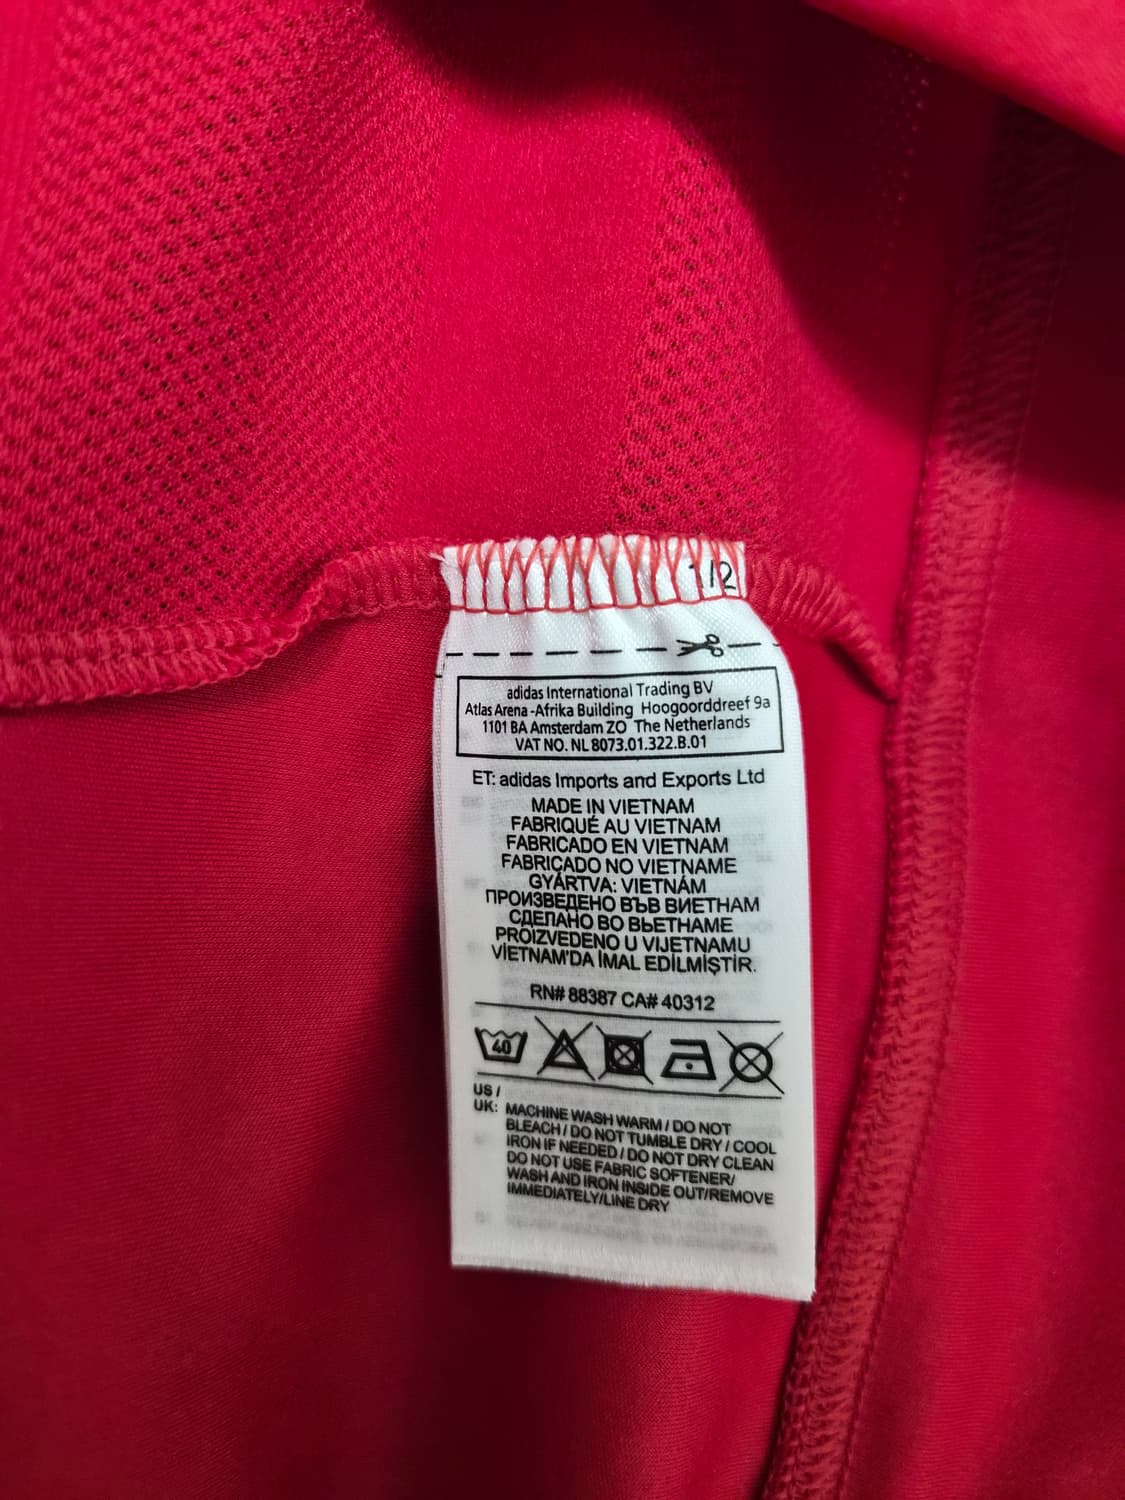 1/2
adidas International Trading BV
Atlas Arena -Afrika Building Hoogoorddreef 9a
1101 BA Amsterdam ZO The Netherlands
VAT NO. NL 8073.01.322.B.01
ET: adidas Imports and Exports Ltd
MADE IN VIETNAM
FABRIQUÉ AU VIETNAM
FABRICADO EN VIETNAM
FABRICADO NO VIETNAME
GYÁRTVA: VIETNÁM
ПРОИЗВЕДЕНО ВЪВ ВИЕТНАМ
СДЕЛАНО ВО ВЬЕТНАМЕ
PROIZVEDENO U VIJETNAMU
VİETNAM'DA İMAL EDİLMİŞTİR.
RN# 88387 CA# 40312
40
US /
UK: MACHINE WASH WARM / DO NOT
BLEACH / DO NOT TUMBLE DRY / COOL
IRON IF NEEDED / DO NOT DRY CLEAN
DO NOT USE FABRIC SOFTENER/
WASH AND IRON INSIDE OUT/REMOVE
IMMEDIATELY/LINE DRY